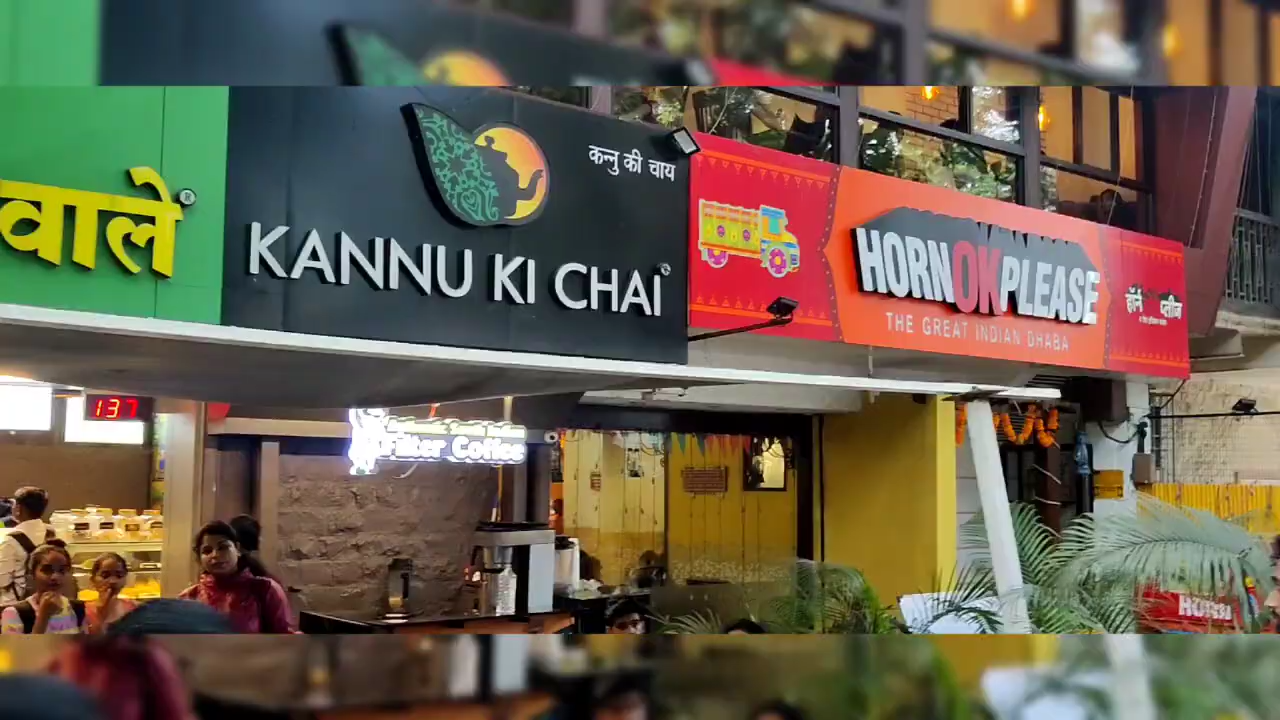 वाले ®
कन्नु की चाय
KANNU KI CHAI
HORN OK PLEASE
THE GREAT INDIAN DHABA
हॉर्न प्लीज
137
Filter Coffee
HORN